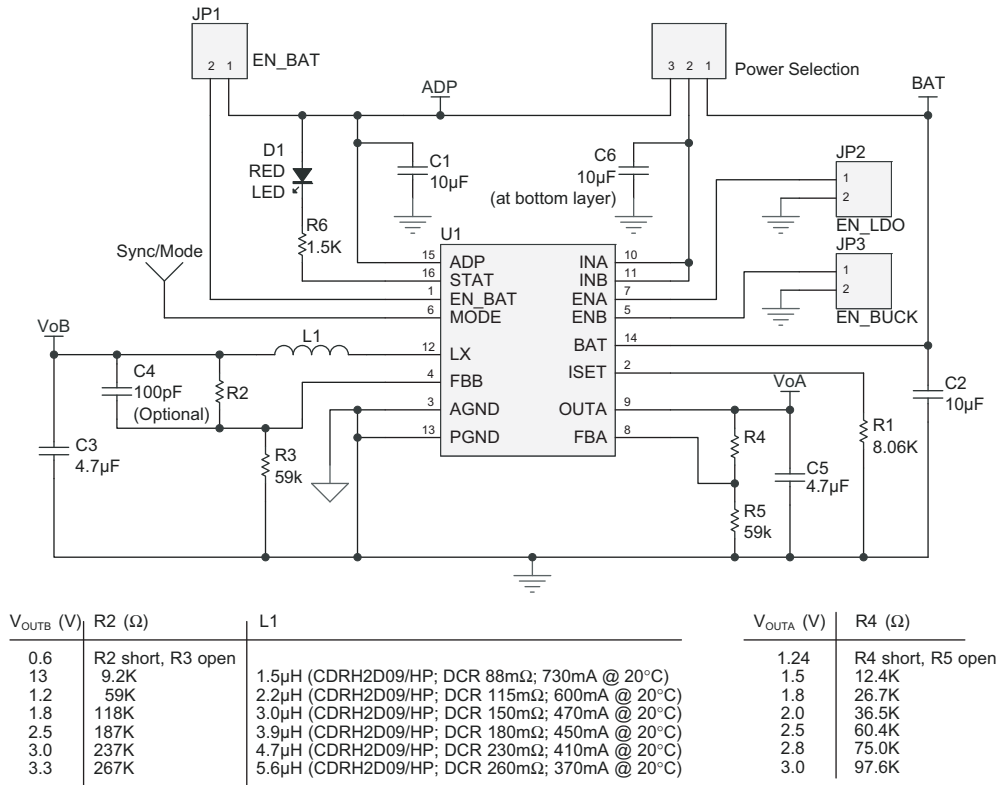 JP1
2 1
EN_BAT
ADP
3 2 1
Power Selection
BAT
D1
RED
LED
C1
10µF
C6
10µF
(at bottom layer)
JP2
1
2
EN_LDO
R6
1.5K
U1
JP3
1
2
EN_BUCK
Sync/Mode
15 ADP INA 10
16 STAT INB 11
1 EN_BAT ENA 7
6 MODE ENB 5
BAT 14
12 LX ISET 2
4 FBB
3 AGND OUTA 9
13 PGND FBA 8
VoB
L1
C4
100pF
(Optional)
R2
VoA
C2
10µF
R1
8.06K
C3
4.7µF
R3
59k
R4
C5
4.7µF
R5
59k
VOUTB (V) R2 (Ω) L1
0.6 R2 short, R3 open
13 9.2K 1.5µH (CDRH2D09/HP; DCR 88mΩ; 730mA @ 20°C)
1.2 59K 2.2µH (CDRH2D09/HP; DCR 115mΩ; 600mA @ 20°C)
1.8 118K 3.0µH (CDRH2D09/HP; DCR 150mΩ; 470mA @ 20°C)
2.5 187K 3.9µH (CDRH2D09/HP; DCR 180mΩ; 450mA @ 20°C)
3.0 237K 4.7µH (CDRH2D09/HP; DCR 230mΩ; 410mA @ 20°C)
3.3 267K 5.6µH (CDRH2D09/HP; DCR 260mΩ; 370mA @ 20°C)
VOUTA (V) R4 (Ω)
1.24 R4 short, R5 open
1.5 12.4K
1.8 26.7K
2.0 36.5K
2.5 60.4K
2.8 75.0K
3.0 97.6K